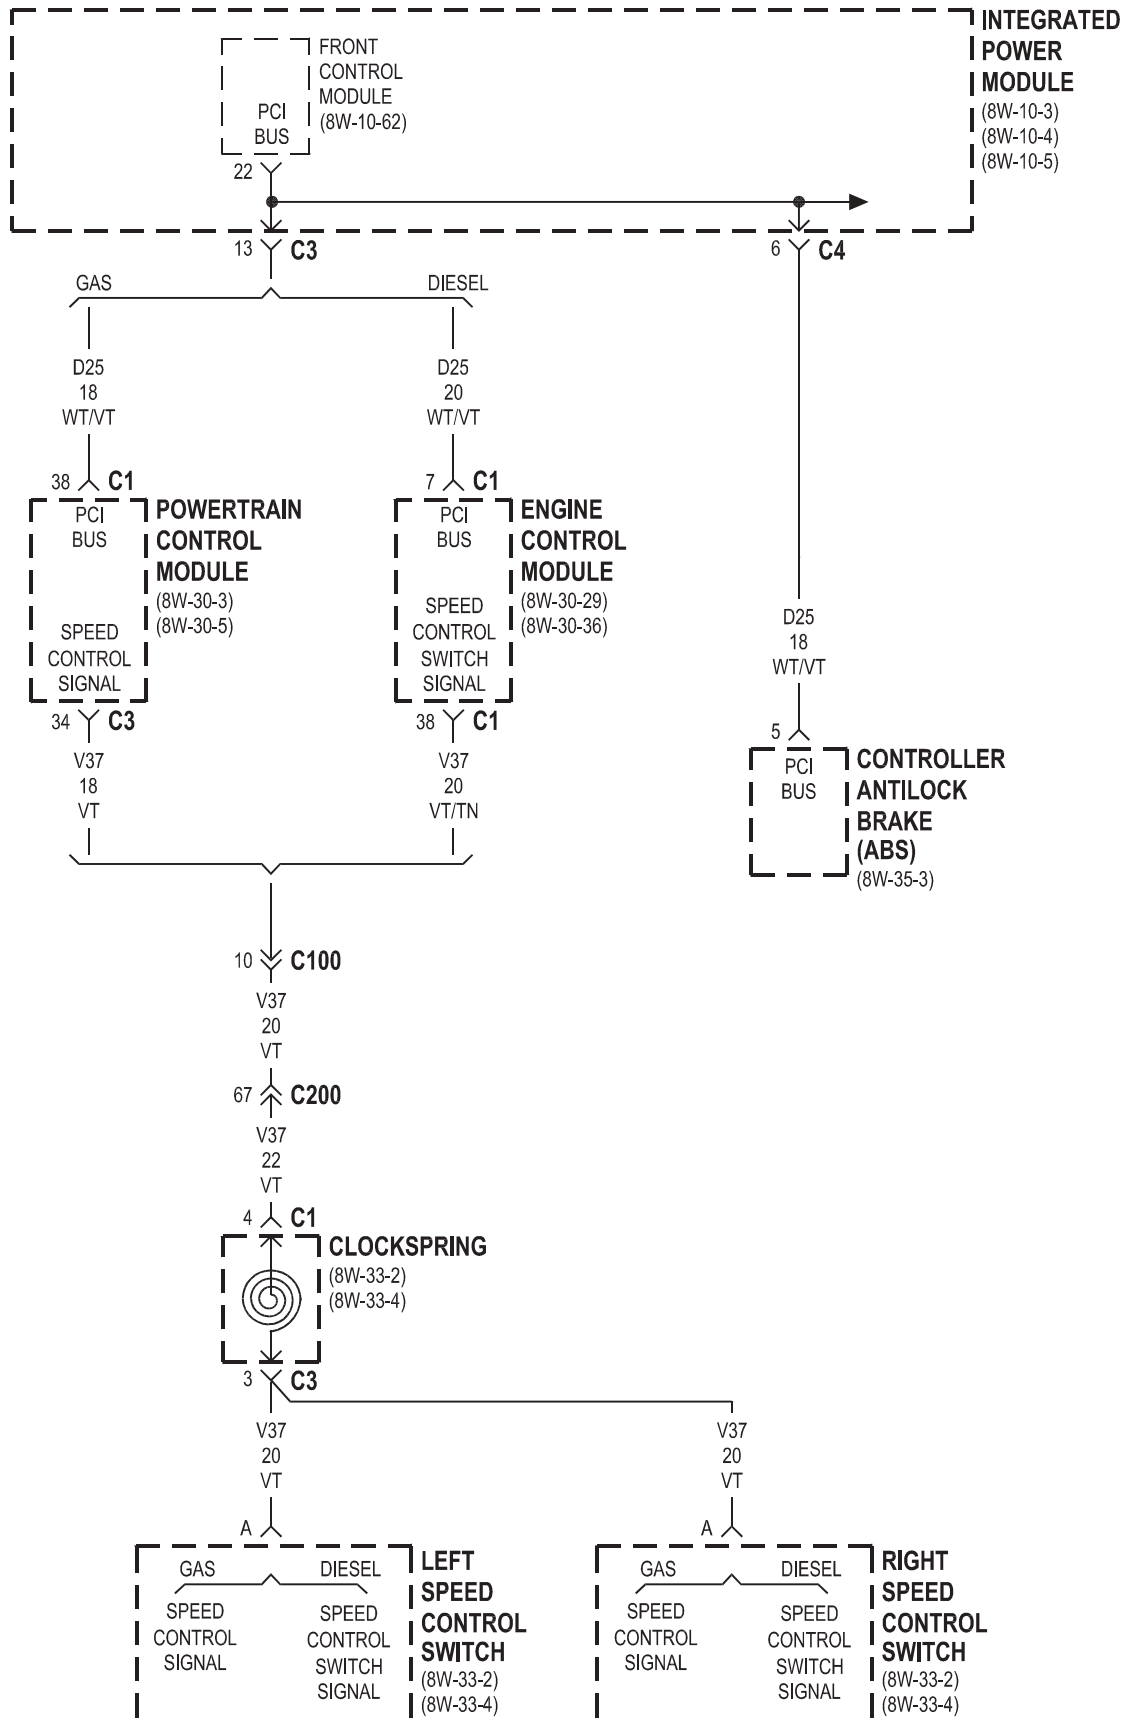 INTEGRATED
POWER
MODULE
(8W-10-3)
(8W-10-4)
(8W-10-5)
FRONT
CONTROL
MODULE
(8W-10-62)
PCI
BUS
22
13 C3
6 C4
GAS
DIESEL
D25
18
WT/VT
D25
20
WT/VT
38 C1
7 C1
PCI
BUS
SPEED
CONTROL
SIGNAL
POWERTRAIN
CONTROL
MODULE
(8W-30-3)
(8W-30-5)
PCI
BUS
SPEED
CONTROL
SWITCH
SIGNAL
ENGINE
CONTROL
MODULE
(8W-30-29)
(8W-30-36)
D25
18
WT/VT
34 C3
38 C1
5
V37
18
VT
V37
20
VT/TN
PCI
BUS
CONTROLLER
ANTILOCK
BRAKE
(ABS)
(8W-35-3)
10 C100
V37
20
VT
67 C200
V37
22
VT
4 C1
CLOCKSPRING
(8W-33-2)
(8W-33-4)
3 C3
V37
20
VT
V37
20
VT
A
A
GAS
DIESEL
SPEED
CONTROL
SIGNAL
SPEED
CONTROL
SWITCH
SIGNAL
LEFT
SPEED
CONTROL
SWITCH
(8W-33-2)
(8W-33-4)
GAS
DIESEL
SPEED
CONTROL
SIGNAL
SPEED
CONTROL
SWITCH
SIGNAL
RIGHT
SPEED
CONTROL
SWITCH
(8W-33-2)
(8W-33-4)